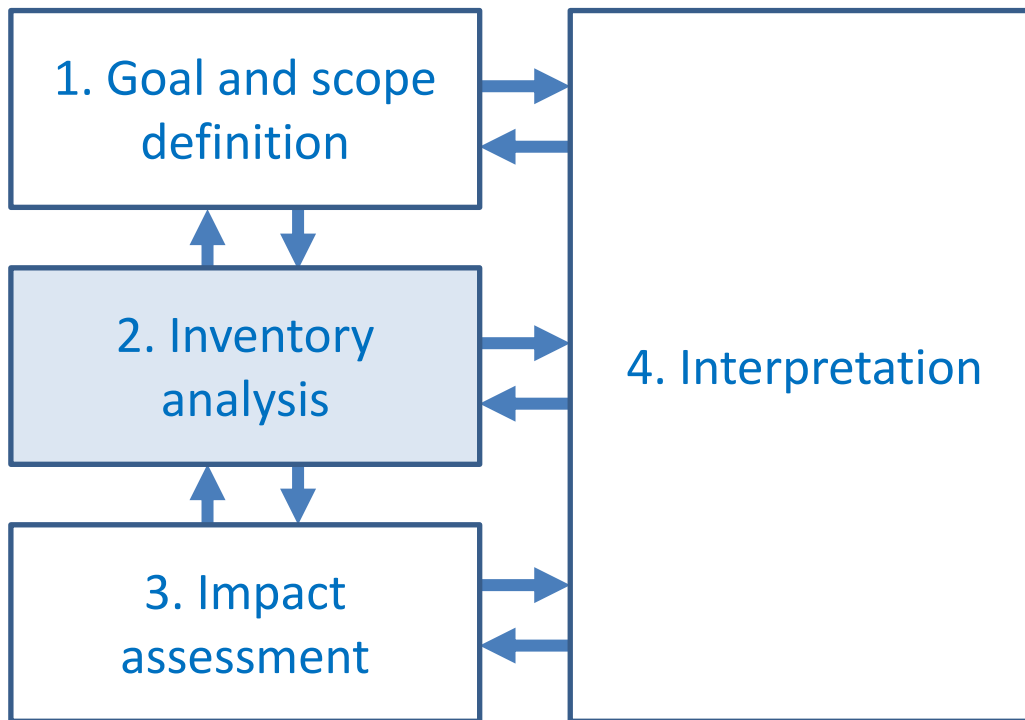 1. Goal and scope
definition
2. Inventory
analysis
3. Impact
assessment
4. Interpretation